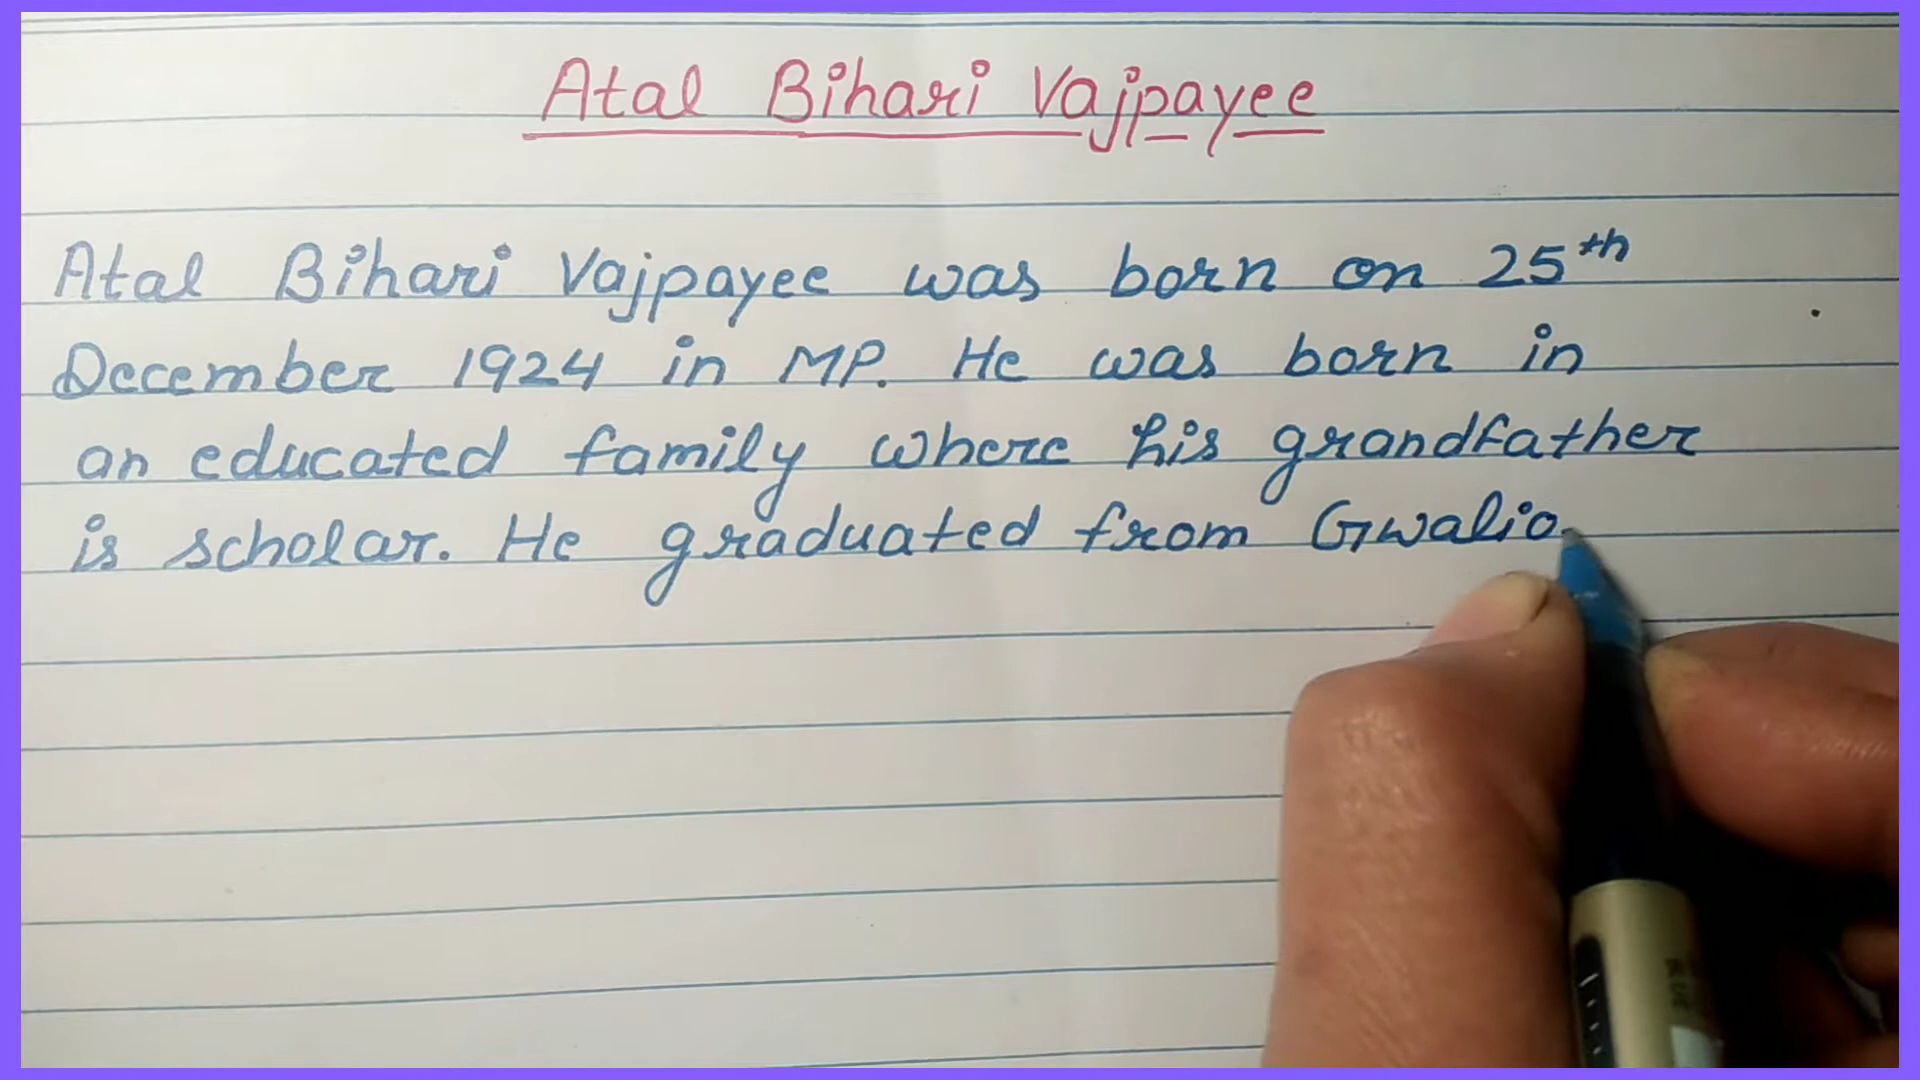 Atal Bihari Vajpayee
Atal Bihari Vajpayee was born on 25th
December 1924 in MP. He was born in
an educated family where his grandfather
is scholar. He graduated from Gwalio